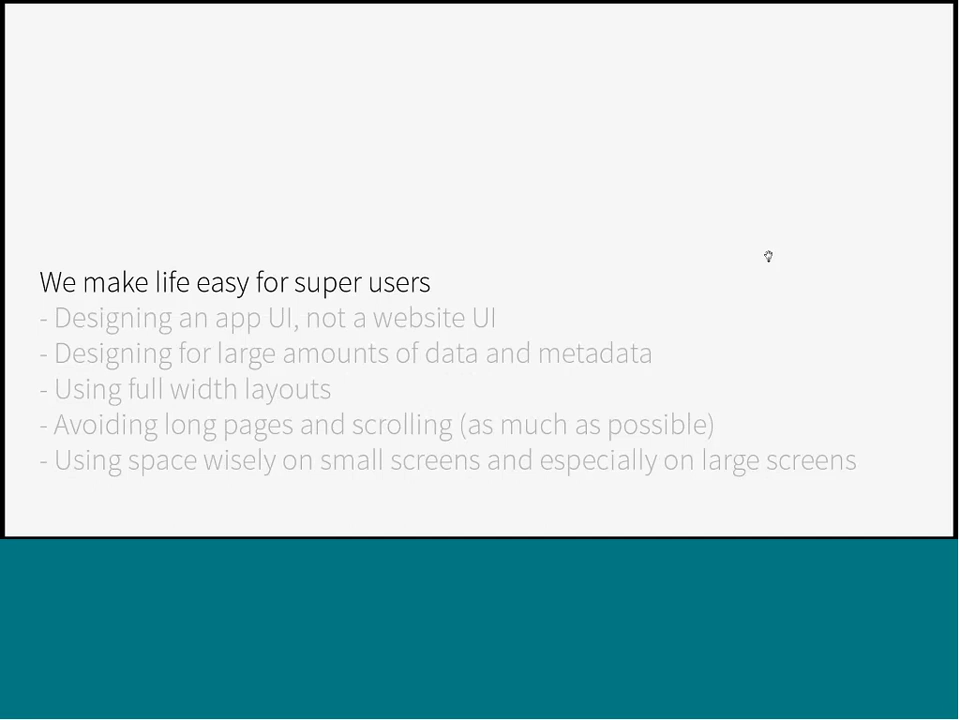 We make life easy for super users
- Designing an app UI, not a website UI
- Designing for large amounts of data and metadata
- Using full width layouts
- Avoiding long pages and scrolling (as much as possible)
- Using space wisely on small screens and especially on large screens